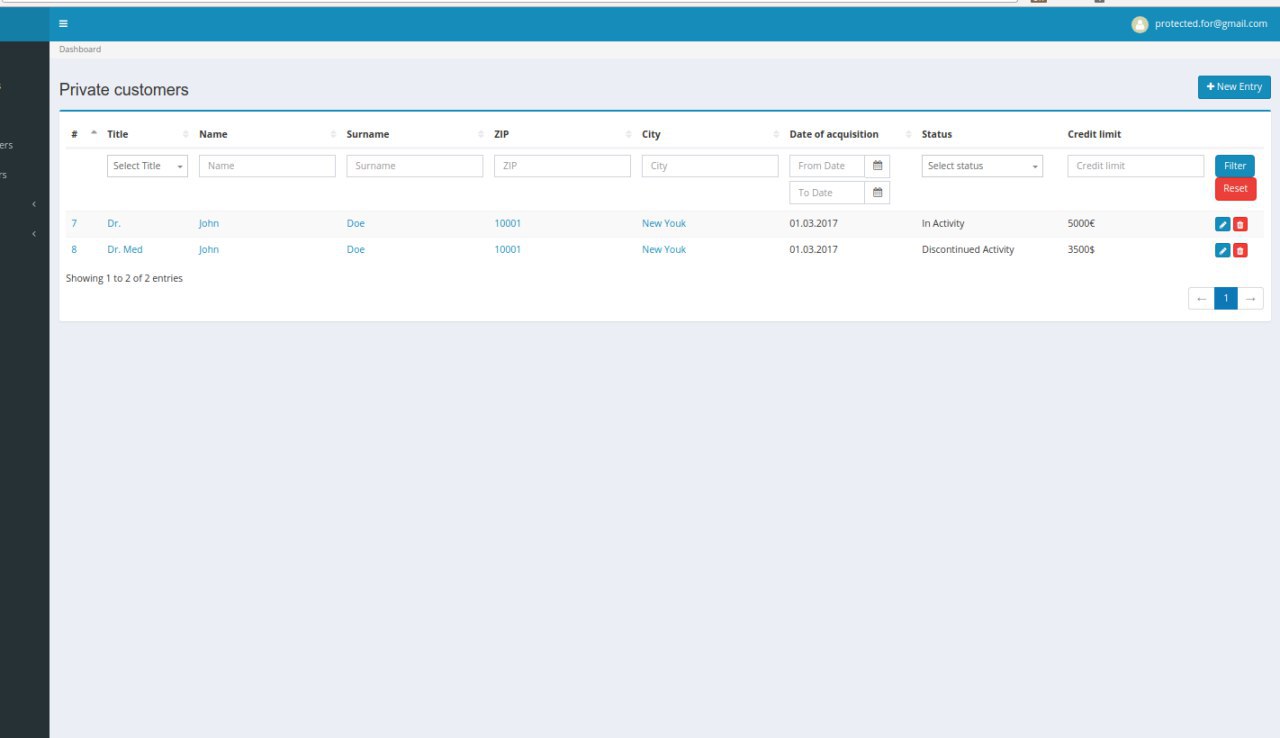 protected.for@gmail.com
Dashboard
Private customers
New Entry
# Title Name Surname ZIP City Date of acquisition Status Credit limit
Select Title Name Surname ZIP City From Date Select status Credit limit Filter
To Date Reset
7 Dr. John Doe 10001 New Youk 01.03.2017 In Activity 5000€
8 Dr. Med John Doe 10001 New Youk 01.03.2017 Discontinued Activity 3500$
Showing 1 to 2 of 2 entries
← 1 →